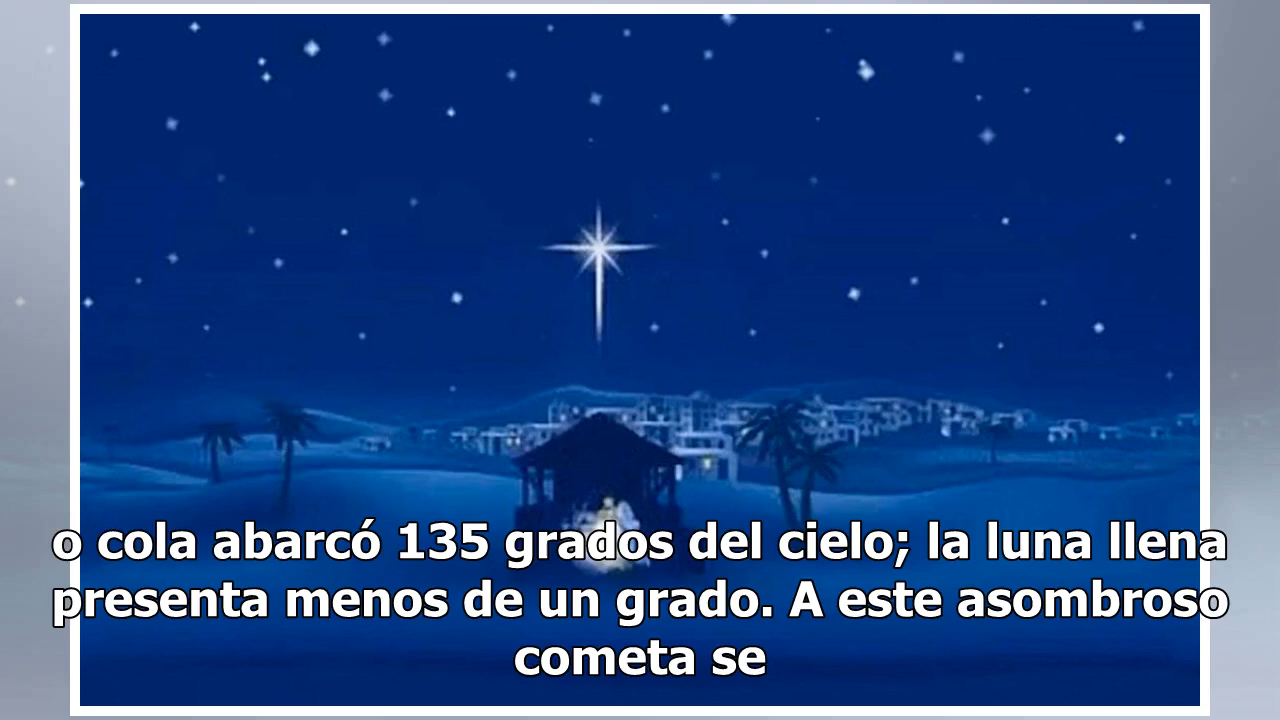 o cola abarcó 135 grados del cielo; la luna llena
presenta menos de un grado. A este asombroso
cometa se